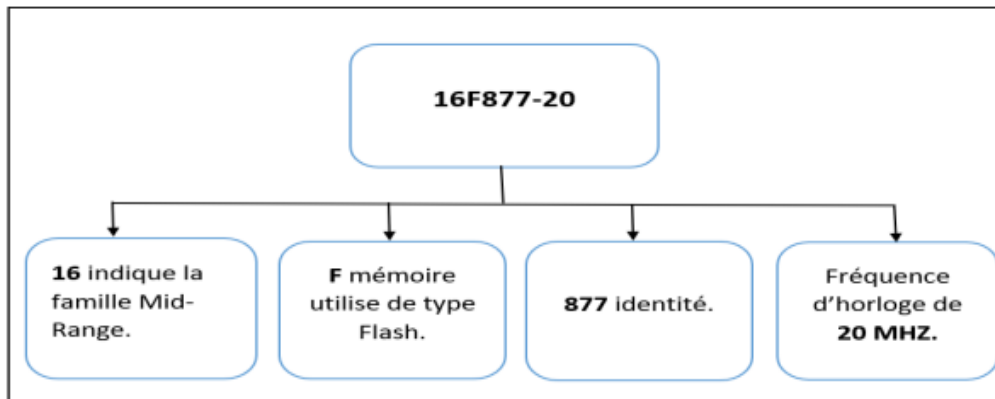 16F877-20
16 indique la
famille Mid-
Range.
F mémoire
utilise de type
Flash.
877 identité.
Fréquence
d’horloge de
20 MHZ.